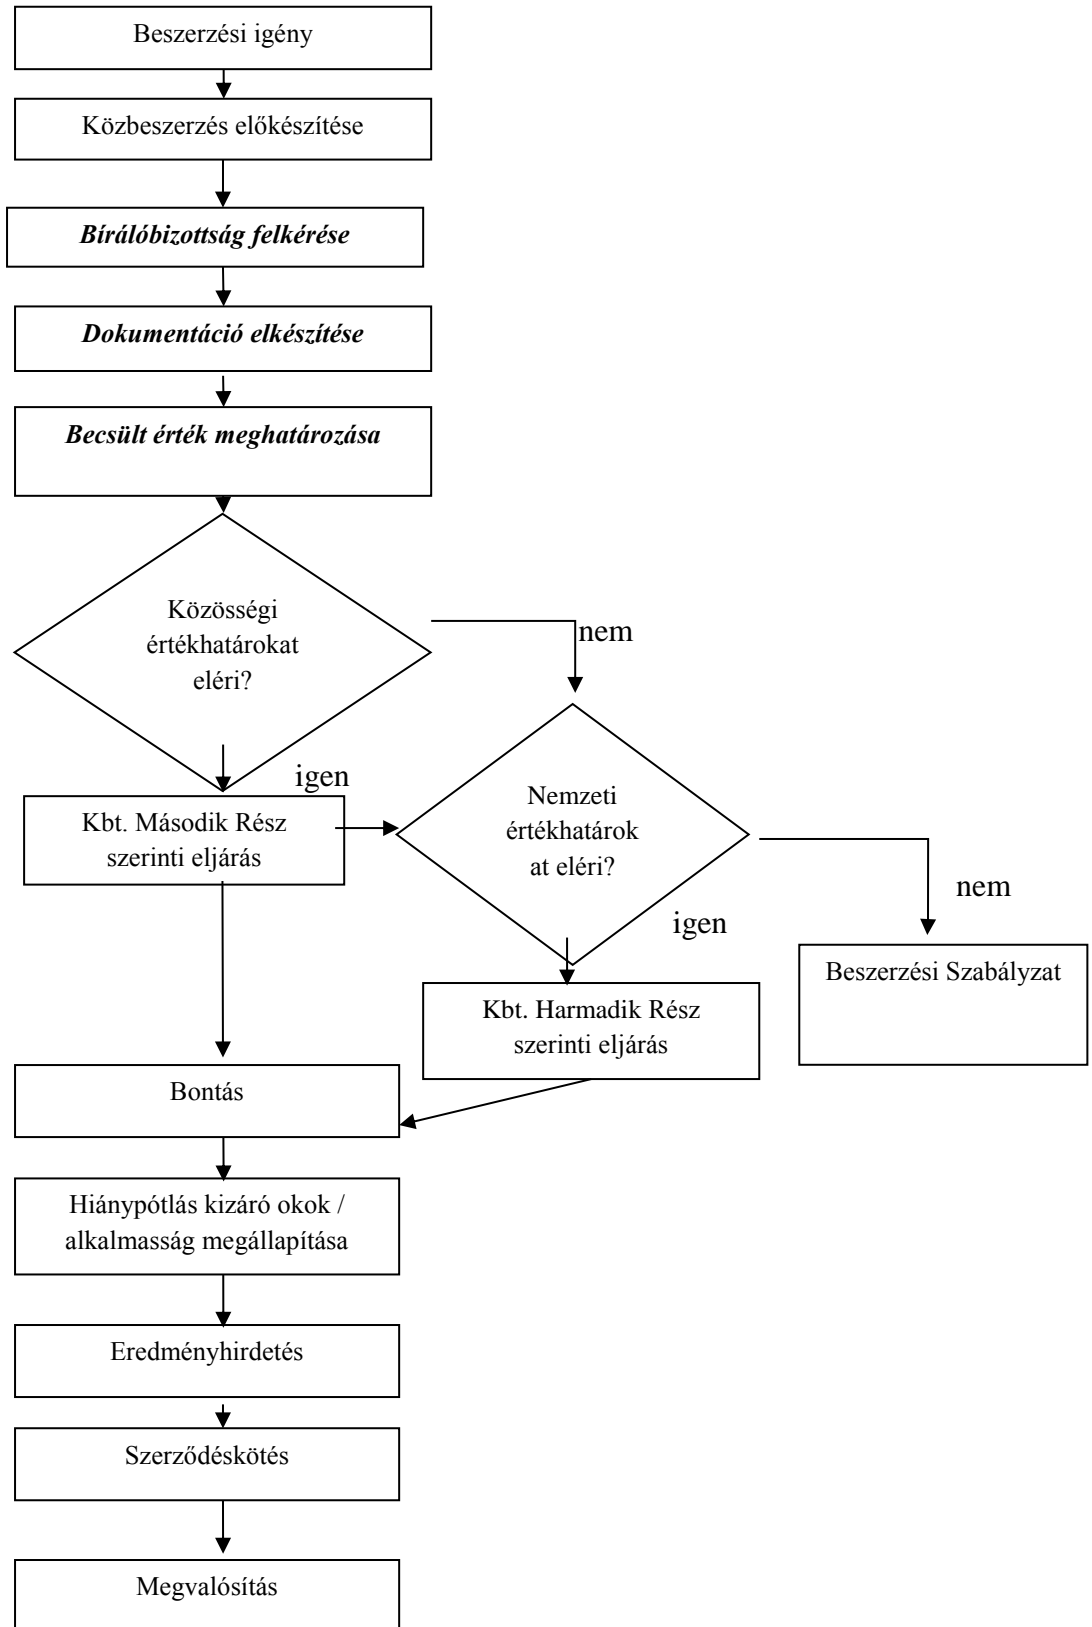 Beszerzési igény
Közbeszerzés előkészítése
Bírálóbizottság felkérése
Dokumentáció elkészítése
Becsült érték meghatározása
Közösségi
értékhatárokat
eléri?
nem
igen
Kbt. Második Rész
szerinti eljárás
Nemzeti
értékhatárok
at eléri?
nem
igen
Beszerzési Szabályzat
Kbt. Harmadik Rész
szerinti eljárás
Bontás
Hiánypótlás kizáró okok /
alkalmasság megállapítása
Eredményhirdetés
Szerződéskötés
Megvalósítás